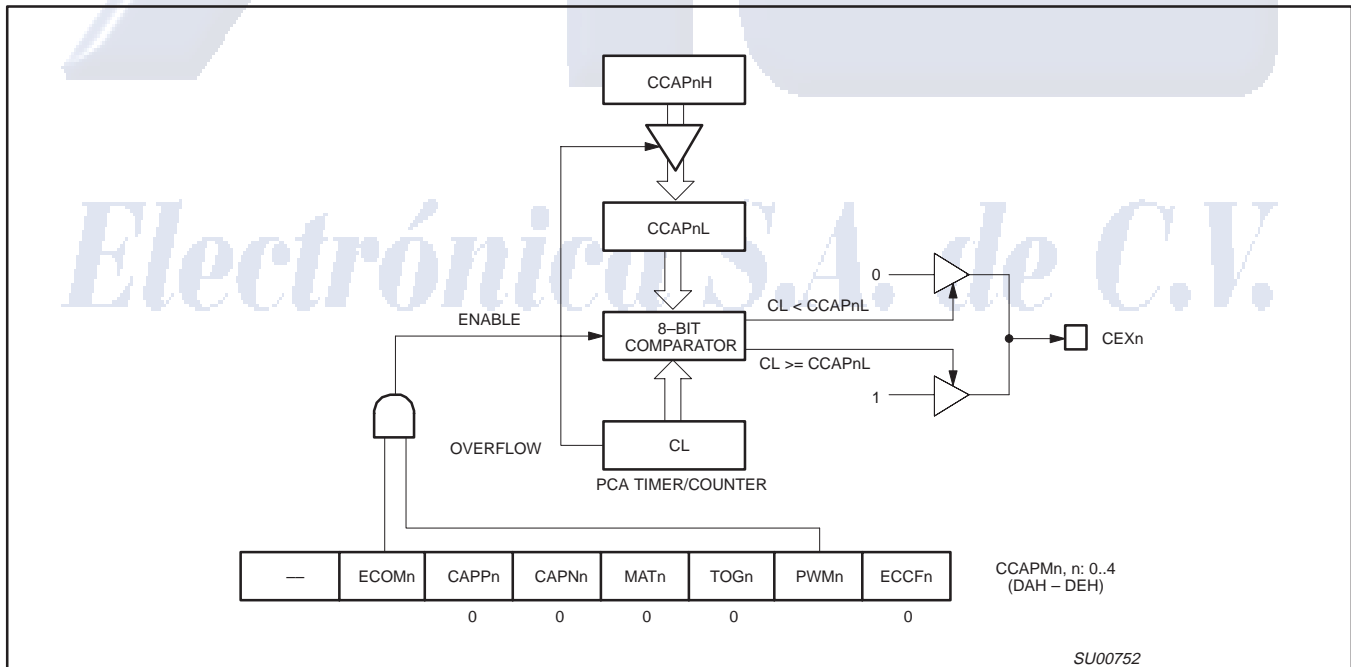 CCAPnH
CCAPnL
0
CL < CCAPnL
ENABLE
8–BIT
COMPARATOR
CEXn
CL >= CCAPnL
1
OVERFLOW
CL
PCA TIMER/COUNTER
— ECOMn CAPPn CAPNn MATn TOGn PWMn ECCFn
CCAPMn, n: 0..4
(DAH – DEH)
0 0 0 0 0
SU00752
Electrónica S.A. de C.V.